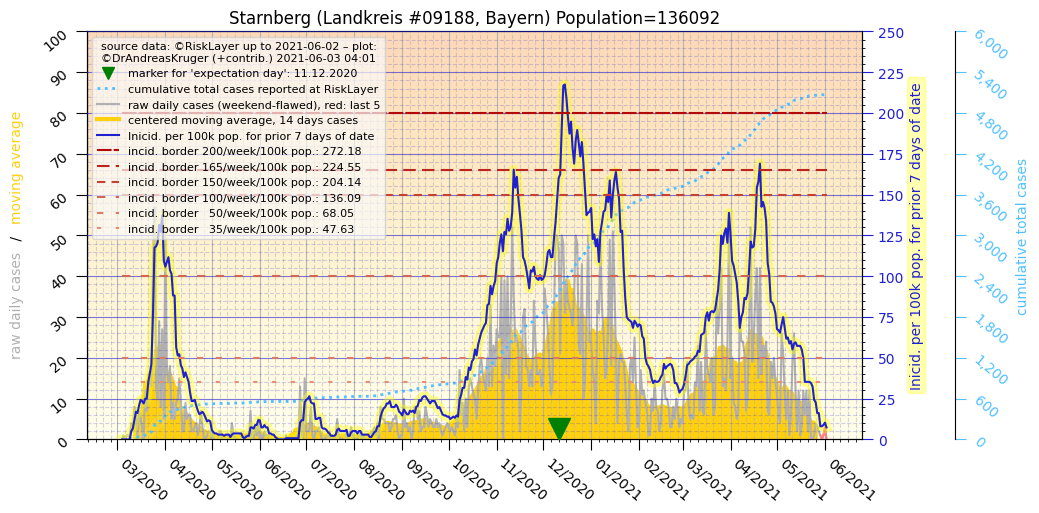 Starnberg (Landkreis #09188, Bayern) Population=136092
source data: ©RiskLayer up to 2021-06-02 – plot:
©DrAndreasKruger (+contrib.) 2021-06-03 04:01
marker for 'expectation day': 11.12.2020
cumulative total cases reported at RiskLayer
raw daily cases (weekend-flawed), red: last 5
centered moving average, 14 days cases
Inicid. per 100k pop. for prior 7 days of date
incid. border 200/week/100k pop.: 272.18
incid. border 165/week/100k pop.: 224.55
incid. border 150/week/100k pop.: 204.14
incid. border 100/week/100k pop.: 136.09
incid. border 50/week/100k pop.: 68.05
incid. border 35/week/100k pop.: 47.63
raw daily cases / moving average
100
90
80
70
60
50
40
30
20
10
0
250
225
200
175
150
125
100
75
50
25
0
Inicid. per 100k pop. for prior 7 days of date
6,000
5,400
4,800
4,200
3,600
3,000
2,400
1,800
1,200
600
0
cumulative total cases
03/2020
04/2020
05/2020
06/2020
07/2020
08/2020
09/2020
10/2020
11/2020
12/2020
01/2021
02/2021
03/2021
04/2021
05/2021
06/2021